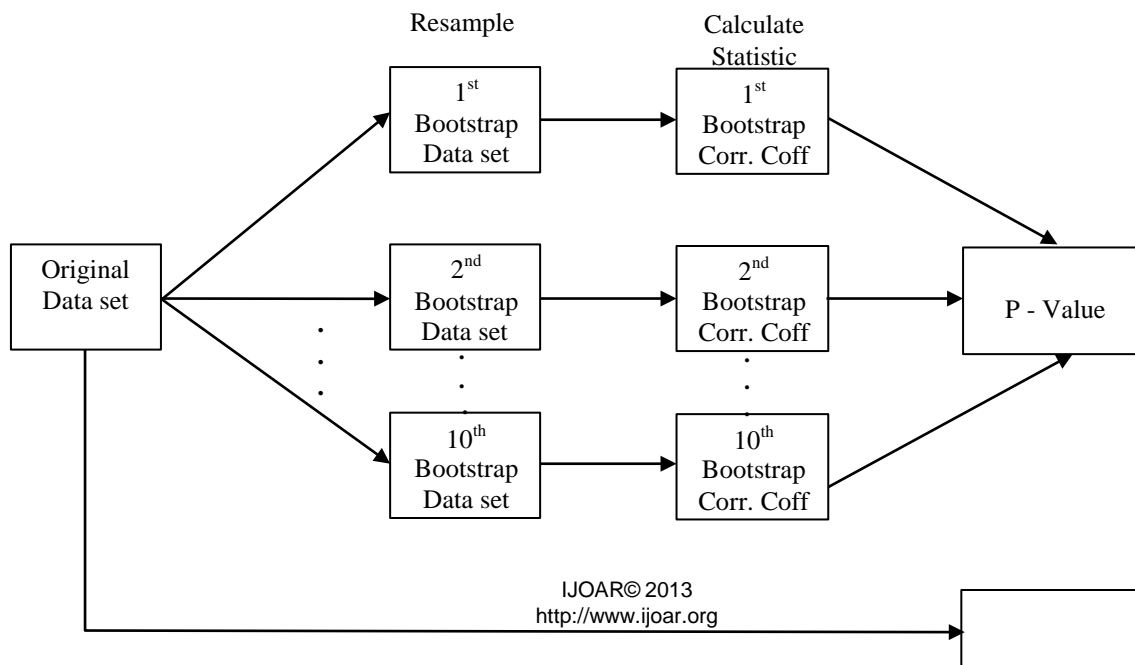 Resample
Calculate
Statistic
1st
Bootstrap
Data set
1st
Bootstrap
Corr. Coff
Original
Data set
2nd
Bootstrap
Data set
2nd
Bootstrap
Corr. Coff
P - Value
10th
Bootstrap
Data set
10th
Bootstrap
Corr. Coff
IJOAR© 2013
http://www.ijoar.org